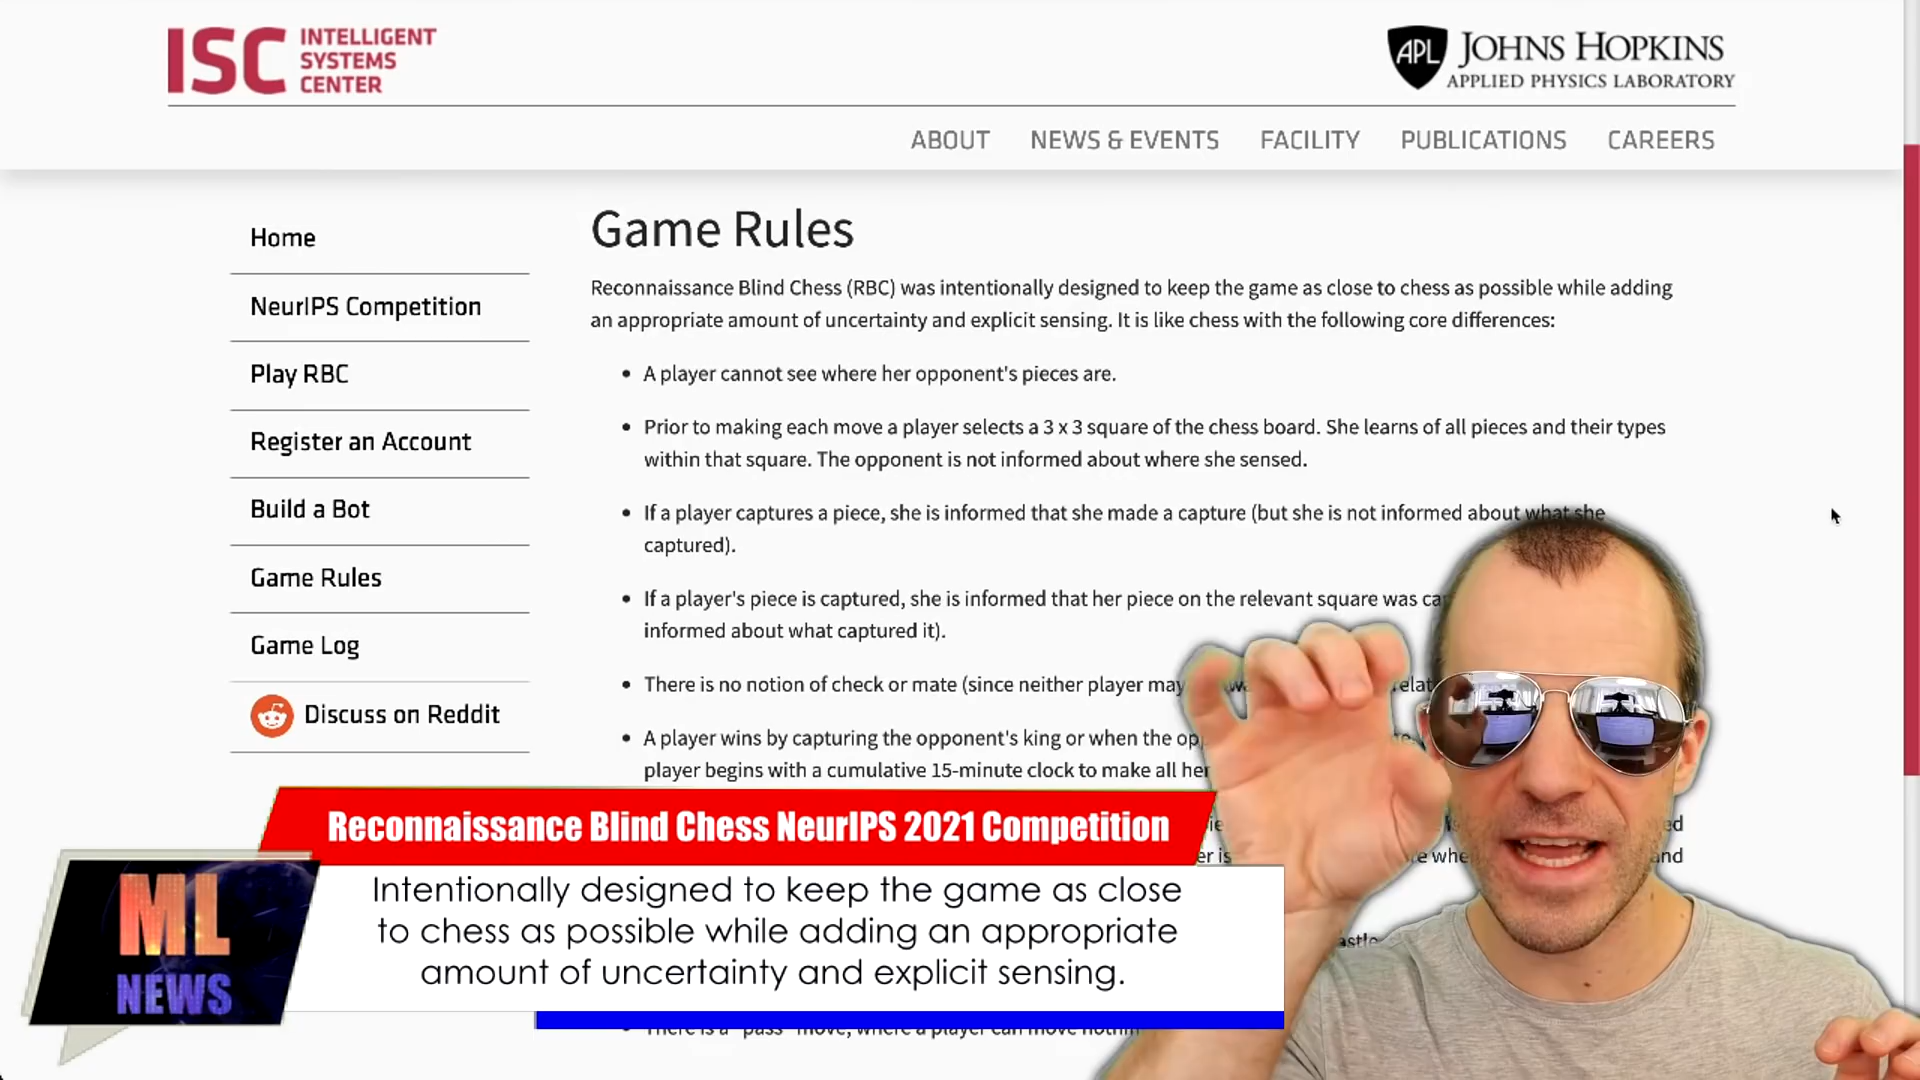 ISC INTELLIGENT
SYSTEMS
CENTER
APL JOHNS HOPKINS
APPLIED PHYSICS LABORATORY
ABOUT NEWS & EVENTS FACILITY PUBLICATIONS CAREERS
Home
NeurIPS Competition
Play RBC
Register an Account
Build a Bot
Game Rules
Game Log
Discuss on Reddit
Game Rules
Reconnaissance Blind Chess (RBC) was intentionally designed to keep the game as close to chess as possible while adding
an appropriate amount of uncertainty and explicit sensing. It is like chess with the following core differences:
• A player cannot see where her opponent's pieces are.
• Prior to making each move a player selects a 3 x 3 square of the chess board. She learns of all pieces and their types
within that square. The opponent is not informed about where she sensed.
• If a player captures a piece, she is informed that she made a capture (but she is not informed about what she
captured).
• If a player's piece is captured, she is informed that her piece on the relevant square was
informed about what captured it).
• There is no notion of check or mate (since neither player may
• A player wins by capturing the opponent's king or when the
player begins with a cumulative 15-minute clock to make all
Reconnaissance Blind Chess NeurIPS 2021 Competition
Intentionally designed to keep the game as close
to chess as possible while adding an appropriate
amount of uncertainty and explicit sensing.
ML
NEWS
• There is a "pass" move, where a player can move